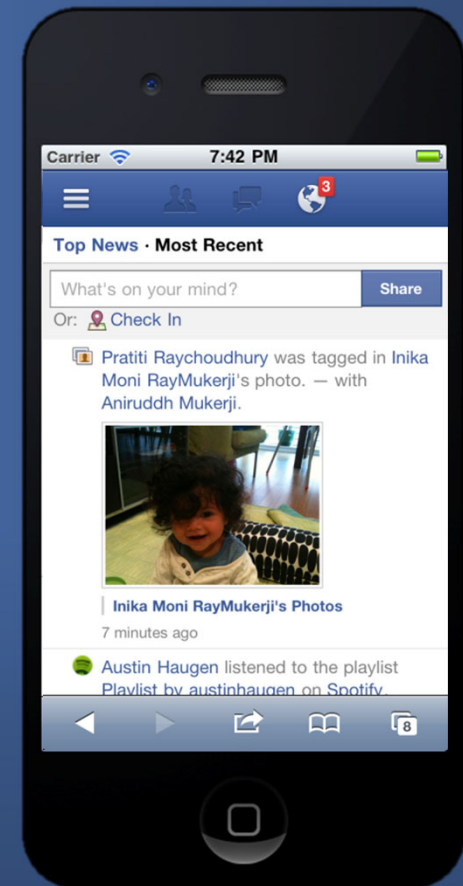 Carrier 7:42 PM
3
Top News · Most Recent
What's on your mind? Share
Or: Check In
Pratiti Raychoudhury was tagged in Inika
Moni RayMukerji's photo. — with
Aniruddh Mukerji.
Inika Moni RayMukerji's Photos
7 minutes ago
Austin Haugen listened to the playlist
Playlist by austinhaugen on Spotify.
8